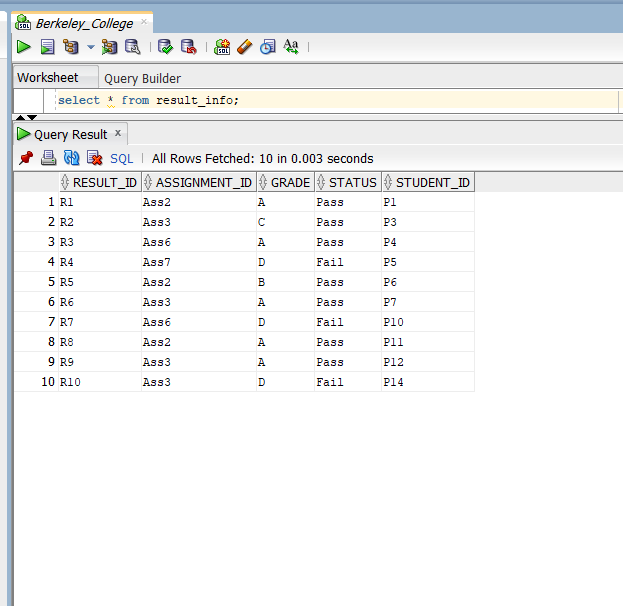 Berkeley_College
SQL
Aa
Worksheet Query Builder
select * from result_info;
Query Result x
SQL | All Rows Fetched: 10 in 0.003 seconds
RESULT_ID ASSIGNMENT_ID GRADE STATUS STUDENT_ID
1 R1 Ass2 A Pass P1
2 R2 Ass3 C Pass P3
3 R3 Ass6 A Pass P4
4 R4 Ass7 D Fail P5
5 R5 Ass2 B Pass P6
6 R6 Ass3 A Pass P7
7 R7 Ass6 D Fail P10
8 R8 Ass2 A Pass P11
9 R9 Ass3 A Pass P12
10 R10 Ass3 D Fail P14